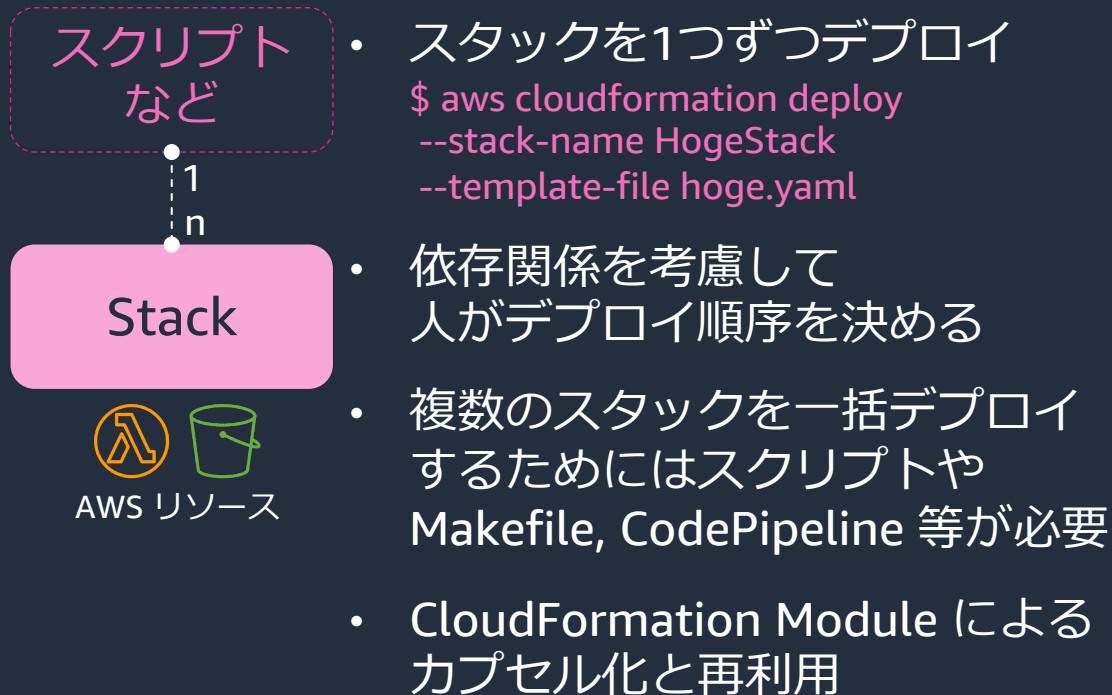 スクリプト
など
1
n
Stack
AWS リソース
• スタックを1つずつデプロイ
$ aws cloudformation deploy
--stack-name HogeStack
--template-file hoge.yaml
• 依存関係を考慮して
人がデプロイ順序を決める
• 複数のスタックを一括デプロイ
するためにはスクリプトや
Makefile, CodePipeline 等が必要
• CloudFormation Module による
カプセル化と再利用